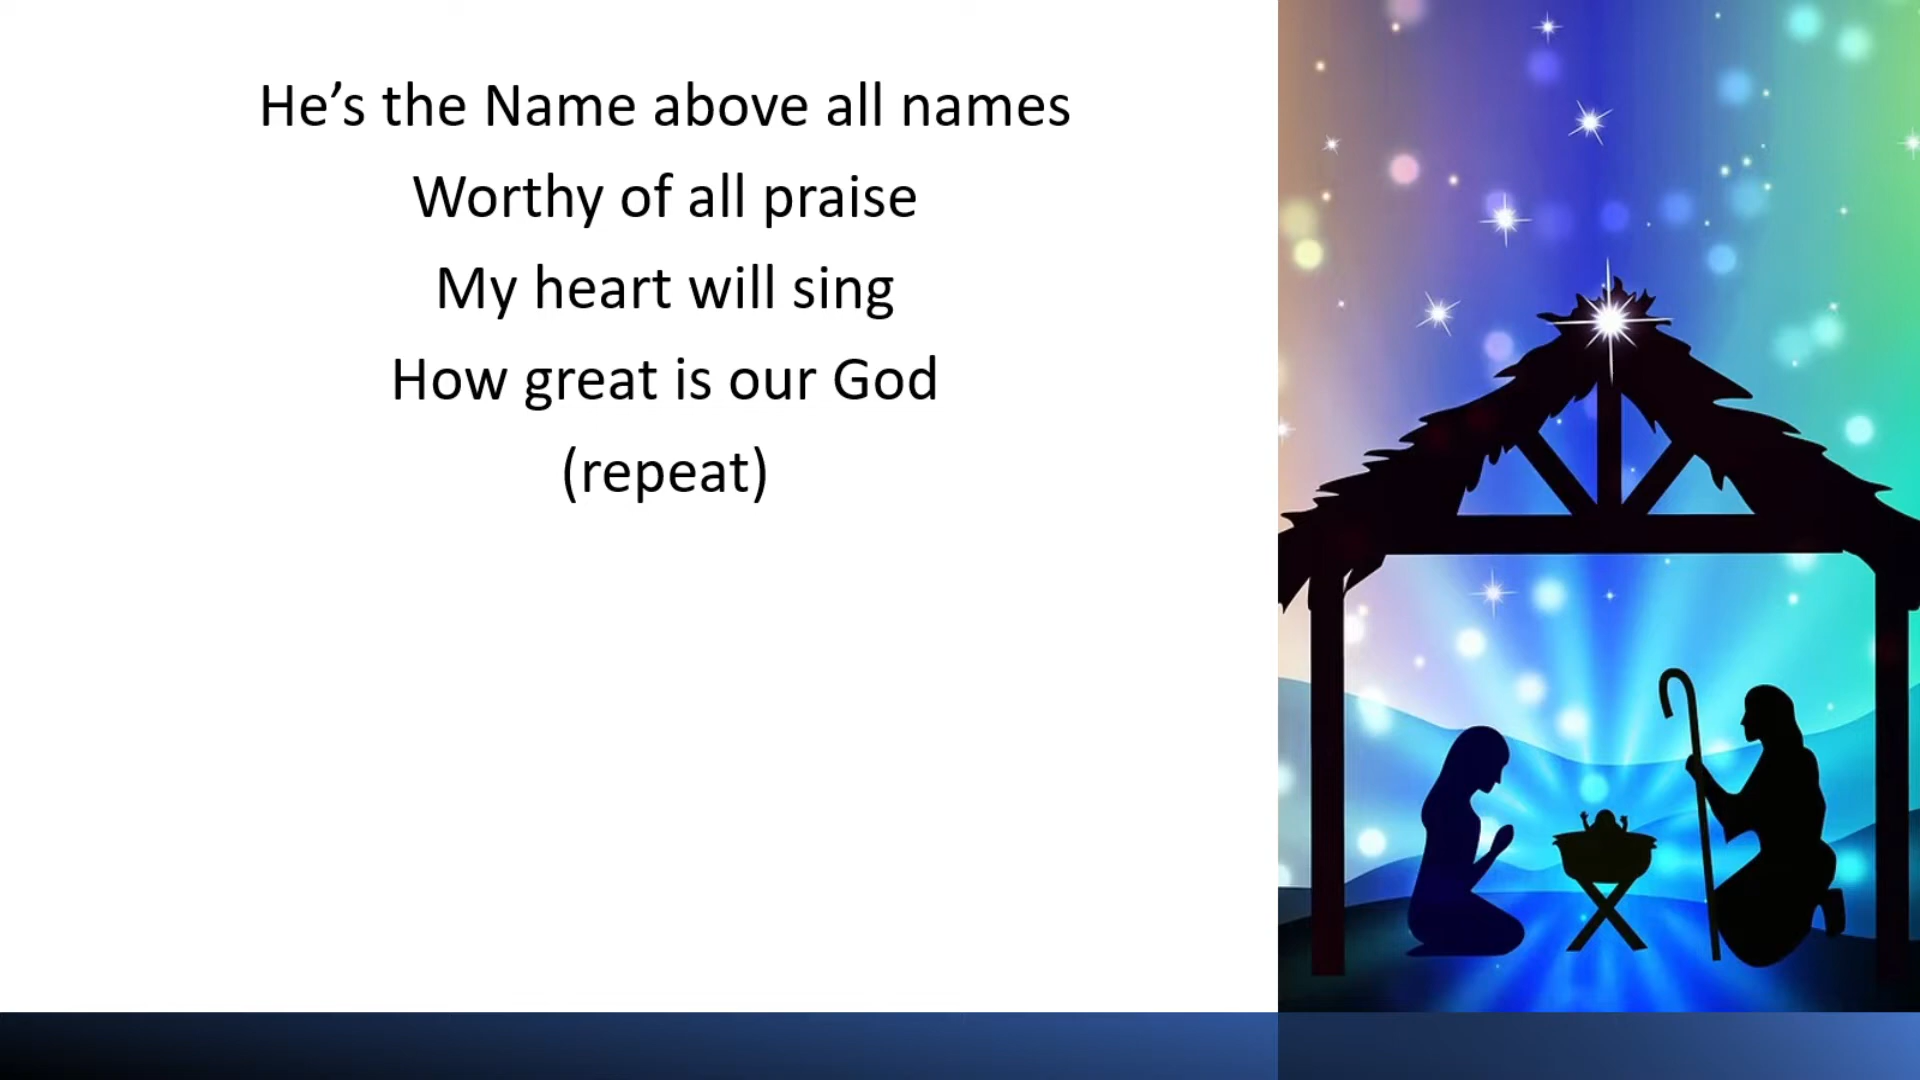 He’s the Name above all names
Worthy of all praise
My heart will sing
How great is our God
(repeat)